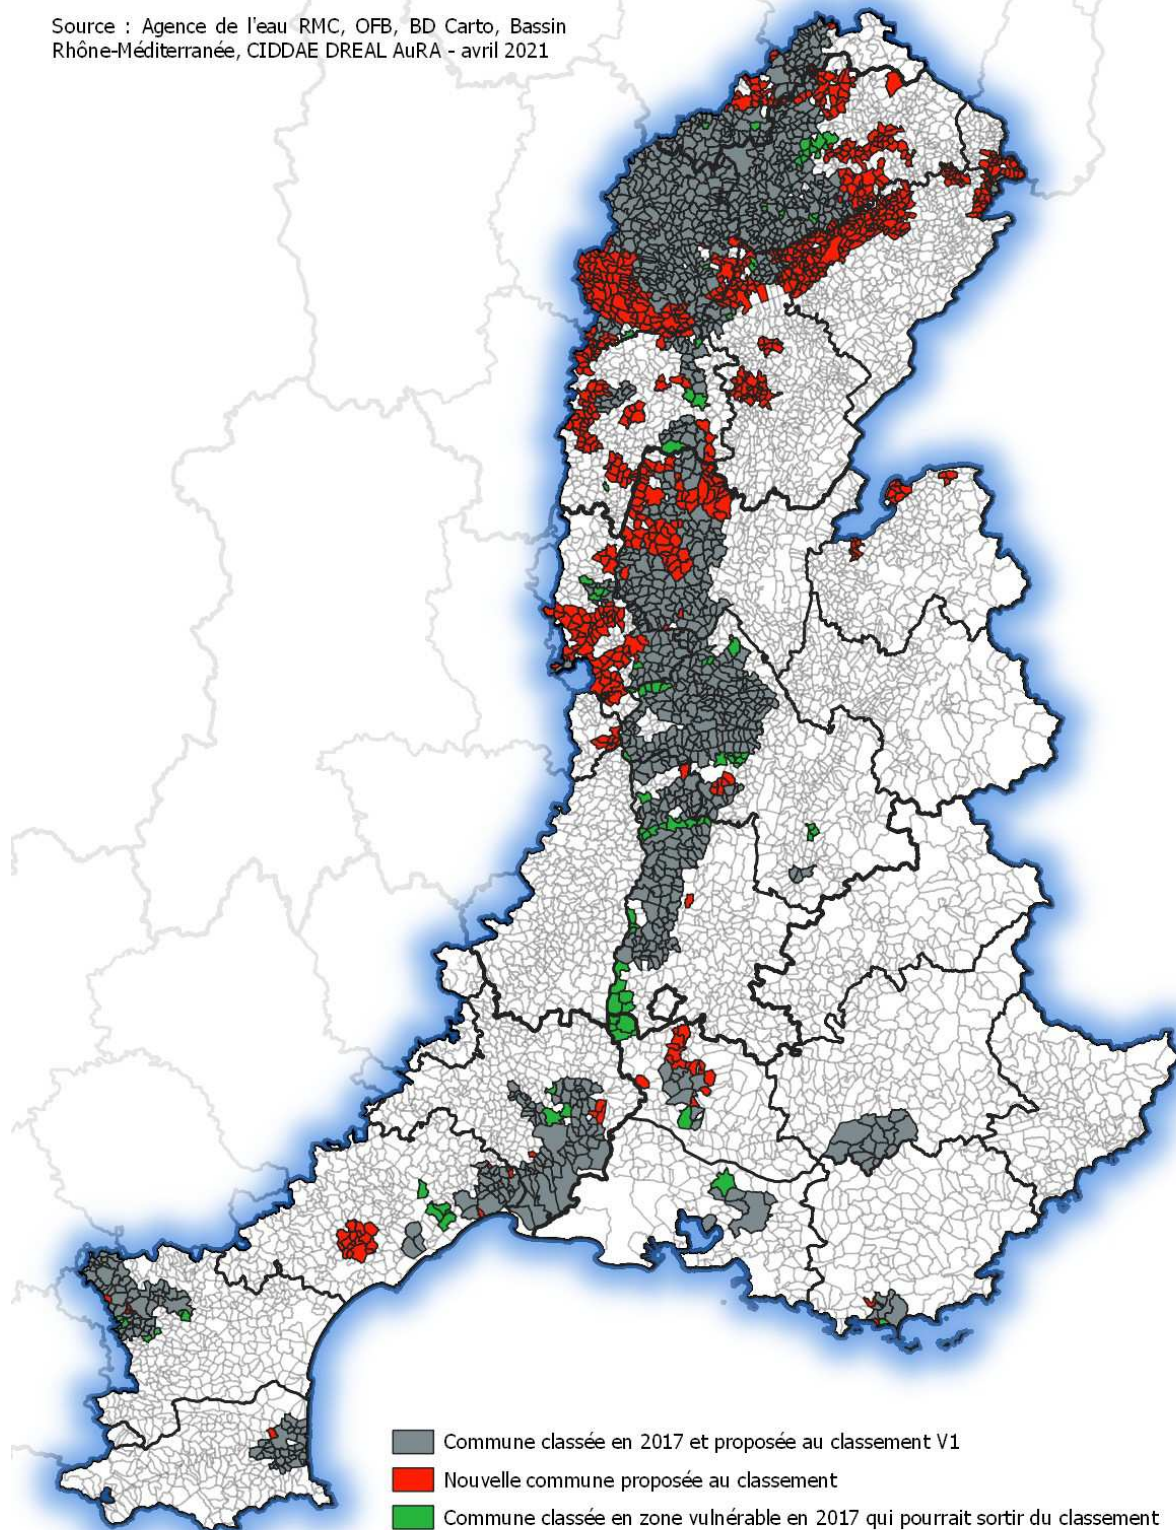 Source : Agence de l'eau RMC, OFB, BD Carto, Bassin
Rhône-Méditerranée, CIDDAE DREAL AuRA - avril 2021
Commune classée en 2017 et proposée au classement V1
Nouvelle commune proposée au classement
Commune classée en zone vulnérable en 2017 qui pourrait sortir du classement